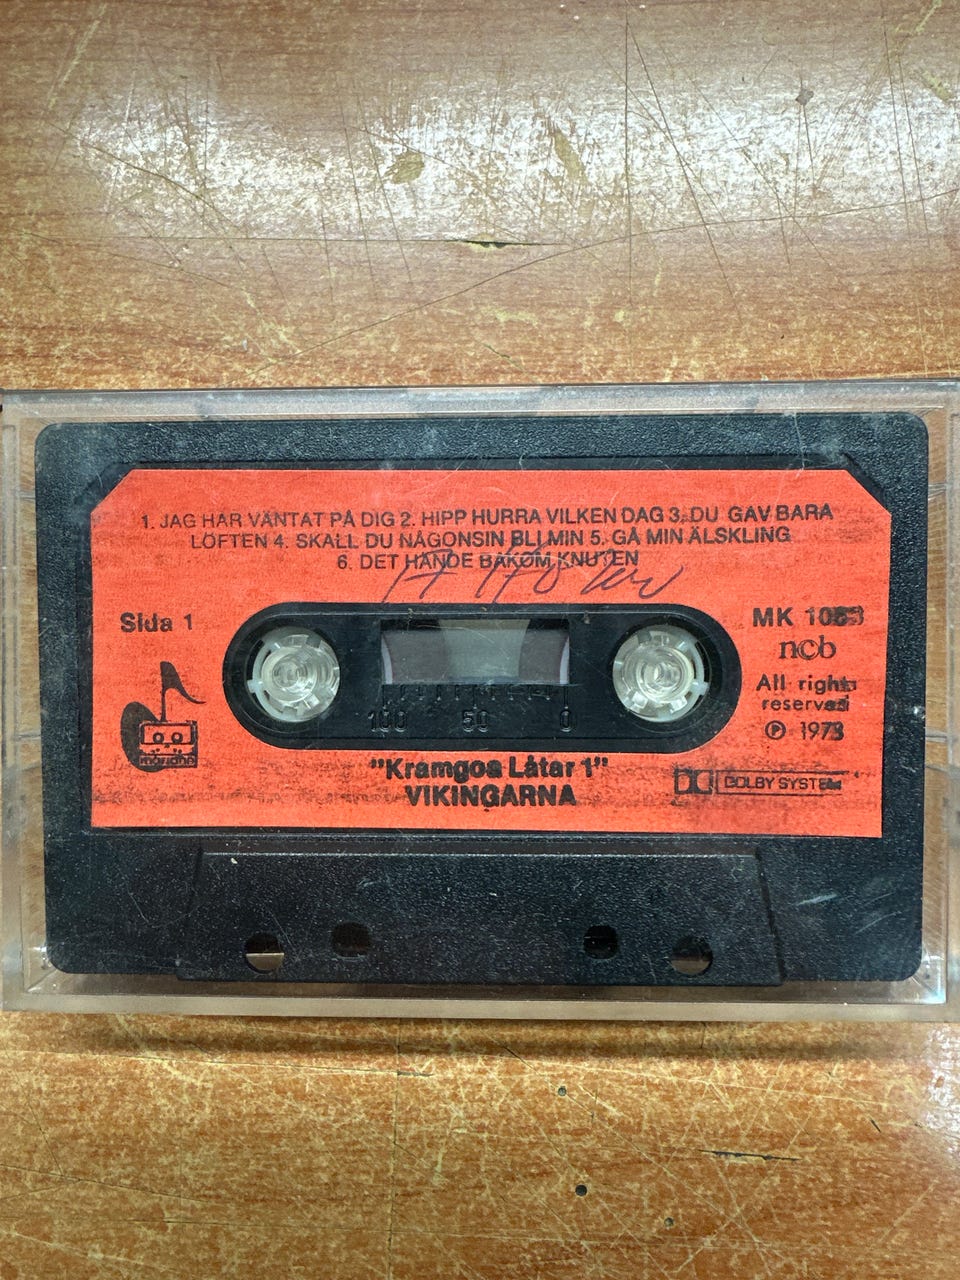 1. JAG HAR VÄNTAT PÅ DIG 2. HIPP HURRA VILKEN DAG 3. DU GAV BARA
LÖFTEN 4. SKALL DU NÅGONSIN BLI MIN 5. GÅ MIN ÄLSKLING
6. DET HÄNDE BAKOM KNUTEN
Sida 1
MK
ncb
All rights
reserved
℗
mariann
100 50 0
"Kramgoa Låtar 1"
VIKINGARNA
DOLBY SYSTEM